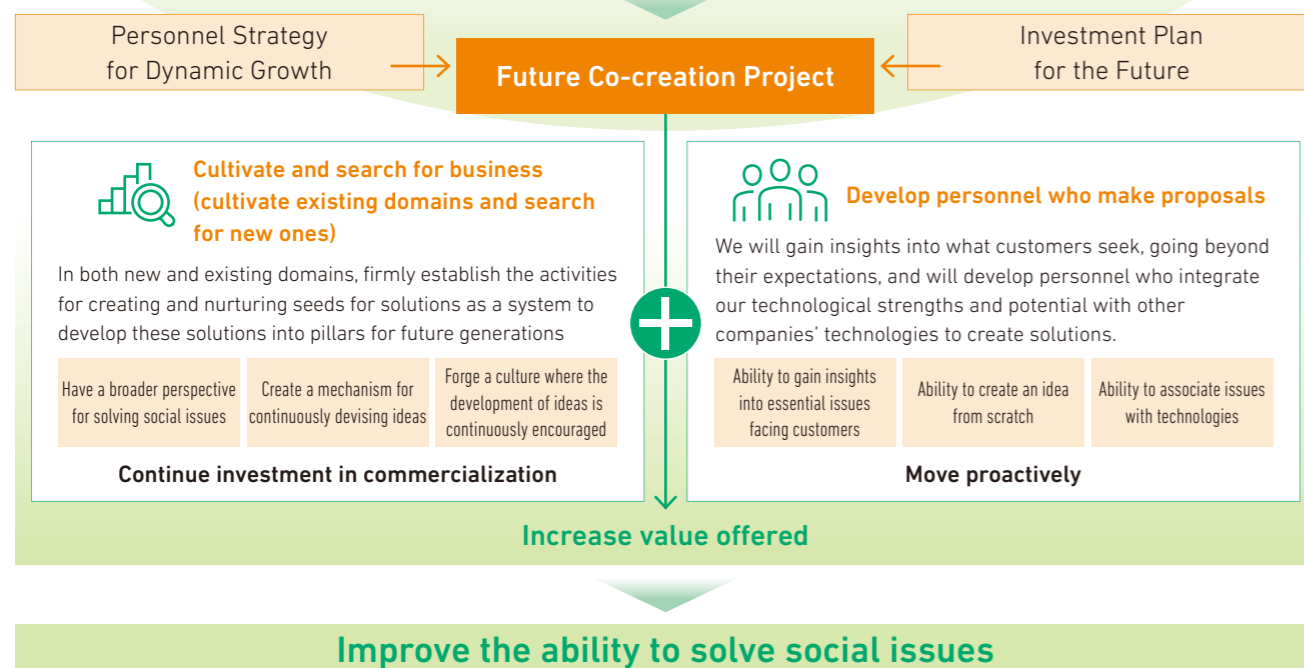 Personnel Strategy
for Dynamic Growth
Future Co-creation Project
Investment Plan
for the Future
Cultivate and search for business
(cultivate existing domains and search
for new ones)
In both new and existing domains, firmly establish the activities
for creating and nurturing seeds for solutions as a system to
develop these solutions into pillars for future generations
Have a broader perspective
for solving social issues
Create a mechanism for
continuously devising ideas
Forge a culture where the
development of ideas is
continuously encouraged
Continue investment in commercialization
Develop personnel who make proposals
We will gain insights into what customers seek, going beyond
their expectations, and will develop personnel who integrate
our technological strengths and potential with other
companies’ technologies to create solutions.
Ability to gain insights
into essential issues
facing customers
Ability to create an idea
from scratch
Ability to associate issues
with technologies
Move proactively
Increase value offered
Improve the ability to solve social issues